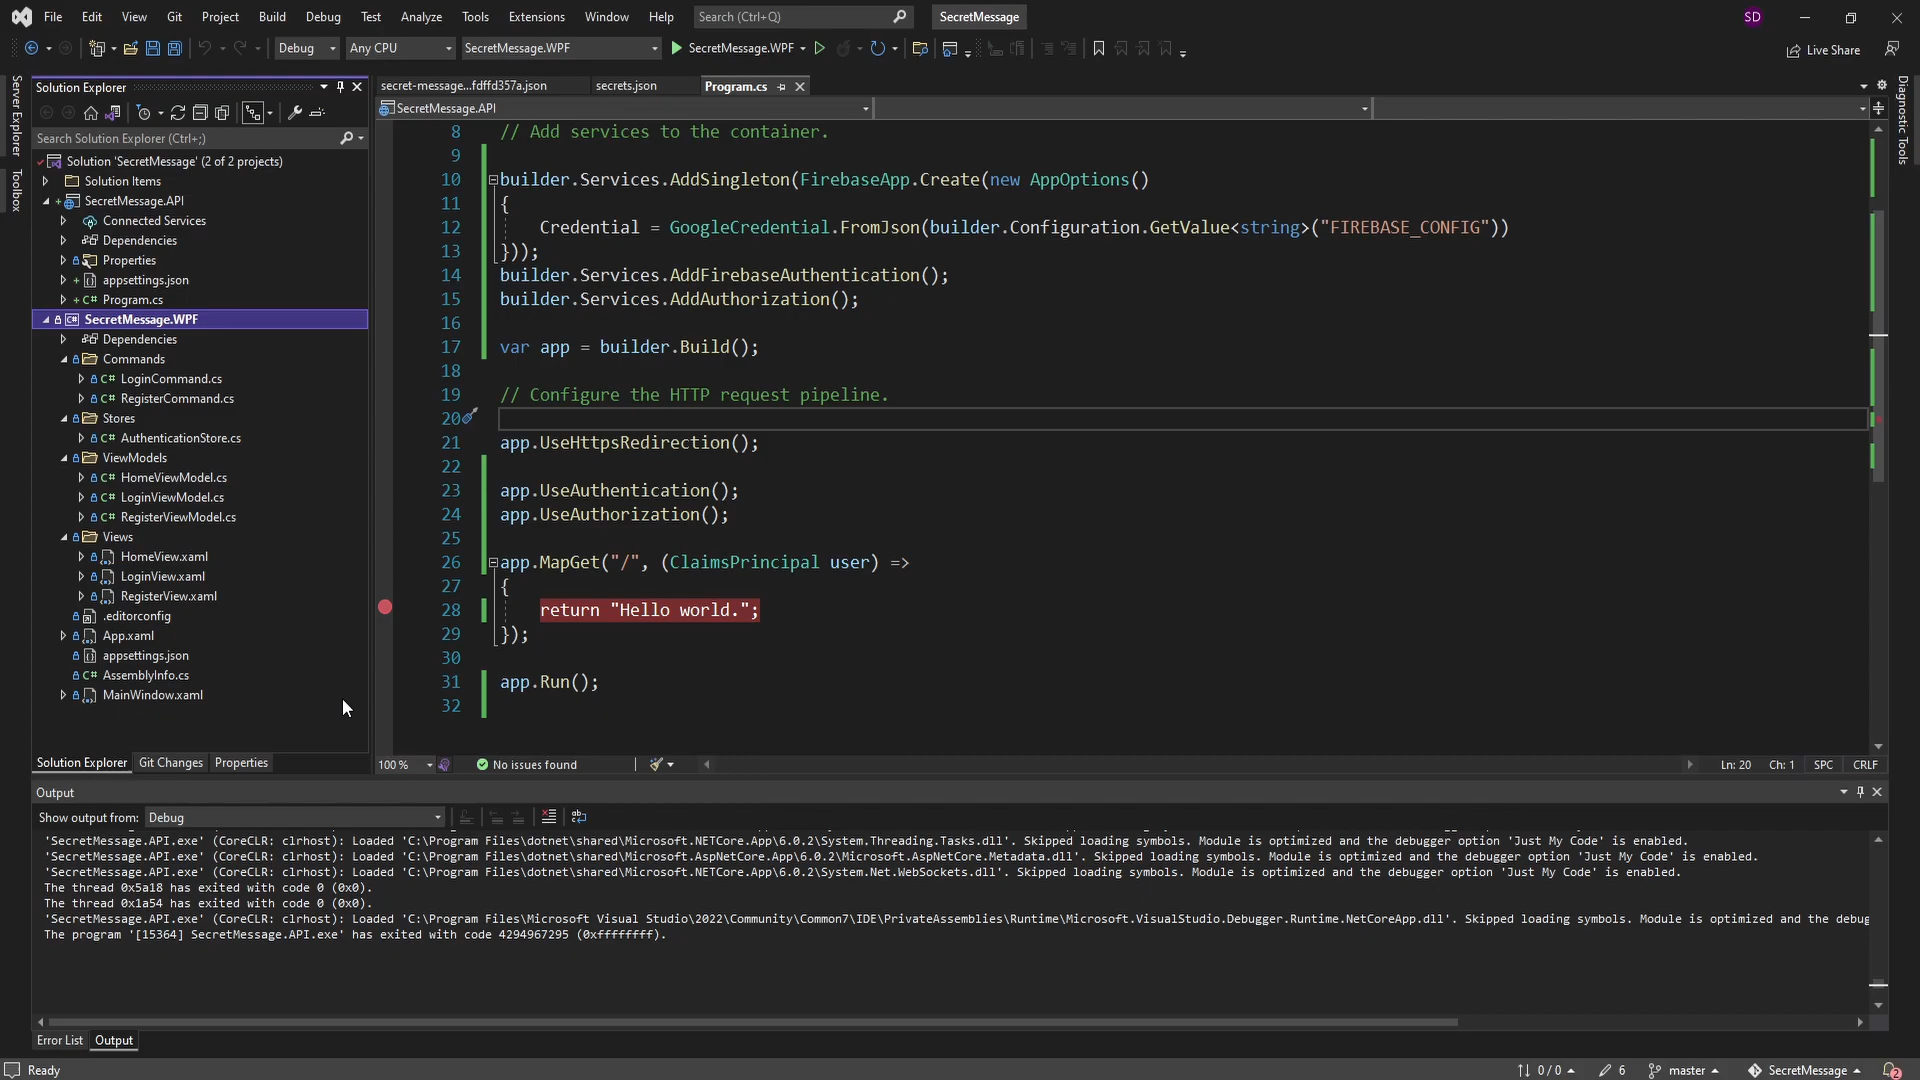 File Edit View Git Project Build Debug Test Analyze Tools Extensions Window Help Search (Ctrl+Q) SecretMessage SD
Debug Any CPU SecretMessage.WPF SecretMessage.WPF Live Share
Server Explorer
Toolbox
Solution Explorer
Search Solution Explorer (Ctrl+;)
Solution 'SecretMessage' (2 of 2 projects)
Solution Items
SecretMessage.API
Connected Services
Dependencies
Properties
appsettings.json
Program.cs
SecretMessage.WPF
Dependencies
Commands
LoginCommand.cs
RegisterCommand.cs
Stores
AuthenticationStore.cs
ViewModels
HomeViewModel.cs
LoginViewModel.cs
RegisterViewModel.cs
Views
HomeView.xaml
LoginView.xaml
RegisterView.xaml
.editorconfig
App.xaml
appsettings.json
AssemblyInfo.cs
MainWindow.xaml
Solution Explorer Git Changes Properties
secret-message...fdffd357a.json secrets.json Program.cs
SecretMessage.API
8 // Add services to the container.
9
10 builder.Services.AddSingleton(FirebaseApp.Create(new AppOptions()
11 {
12 Credential = GoogleCredential.FromJson(builder.Configuration.GetValue<string>("FIREBASE_CONFIG"))
13 }));
14 builder.Services.AddFirebaseAuthentication();
15 builder.Services.AddAuthorization();
16
17 var app = builder.Build();
18
19 // Configure the HTTP request pipeline.
20
21 app.UseHttpsRedirection();
22
23 app.UseAuthentication();
24 app.UseAuthorization();
25
26 app.MapGet("/", (ClaimsPrincipal user) =>
27 {
28 return "Hello world.";
29 });
30
31 app.Run();
32
100 % No issues found Ln: 20 Ch: 1 SPC CRLF
Diagnostic Tools
Output
Show output from: Debug
'SecretMessage.API.exe' (CoreCLR: clrhost): Loaded 'C:\Program Files\dotnet\shared\Microsoft.NETCore.App\6.0.2\System.Threading.Tasks.dll'. Skipped loading symbols. Module is optimized and the debugger option 'Just My Code' is enabled.
'SecretMessage.API.exe' (CoreCLR: clrhost): Loaded 'C:\Program Files\dotnet\shared\Microsoft.AspNetCore.App\6.0.2\Microsoft.AspNetCore.Metadata.dll'. Skipped loading symbols. Module is optimized and the debugger option 'Just My Code' is enabled.
'SecretMessage.API.exe' (CoreCLR: clrhost): Loaded 'C:\Program Files\dotnet\shared\Microsoft.NETCore.App\6.0.2\System.Net.WebSockets.dll'. Skipped loading symbols. Module is optimized and the debugger option 'Just My Code' is enabled.
The thread 0x5a18 has exited with code 0 (0x0).
The thread 0x1a54 has exited with code 0 (0x0).
'SecretMessage.API.exe' (CoreCLR: clrhost): Loaded 'C:\Program Files\Microsoft Visual Studio\2022\Community\Common7\IDE\PrivateAssemblies\Runtime\Microsoft.VisualStudio.Debugger.Runtime.NetCoreApp.dll'. Skipped loading symbols. Module is optimized and the debug
The program '[15364] SecretMessage.API.exe' has exited with code 4294967295 (0xffffffff).
Error List Output
Ready 0 / 0 6 master SecretMessage 2